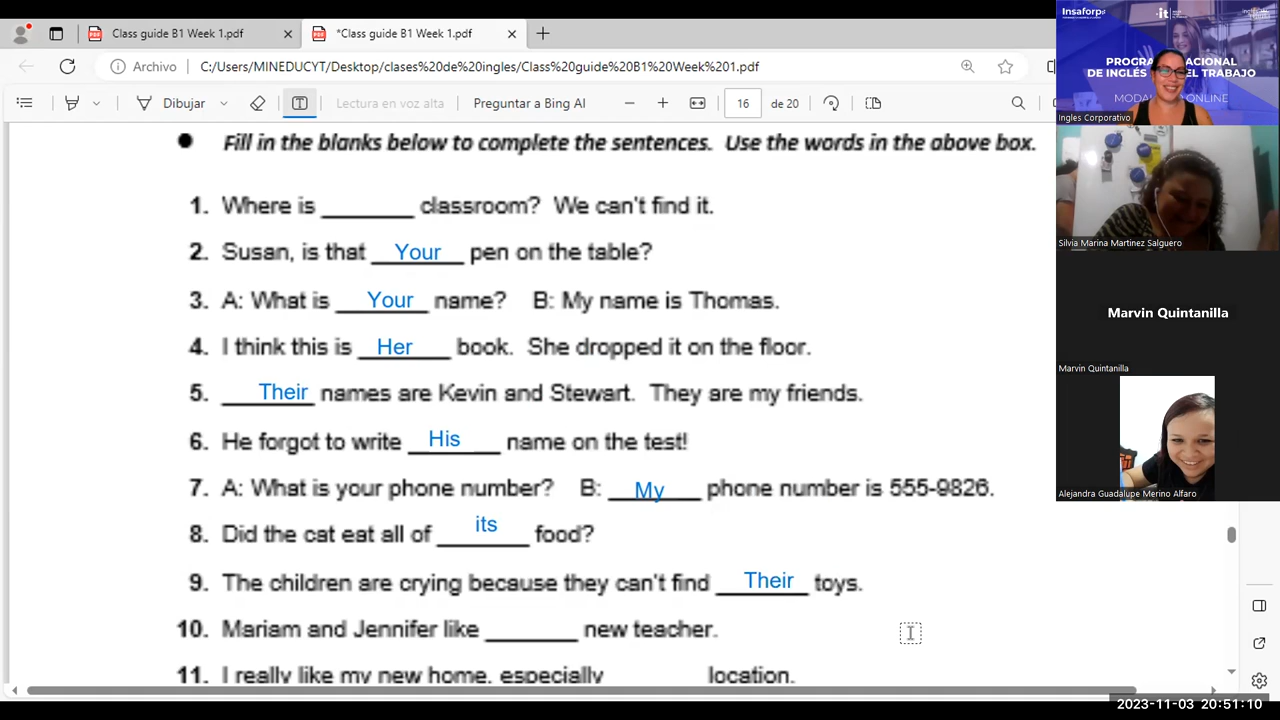 Class guide B1 Week 1.pdf
*Class guide B1 Week 1.pdf
Archivo
C:/Users/MINEDUCYT/Desktop/clases%20de%20ingles/Class%20guide%20B1%20Week%201.pdf
Dibujar
Lectura en voz alta
Preguntar a Bing AI
16
de 20
Fill in the blanks below to complete the sentences. Use the words in the above box.
1. Where is ________ classroom? We can't find it.
2. Susan, is that Your pen on the table?
3. A: What is Your name? B: My name is Thomas.
4. I think this is Her book. She dropped it on the floor.
5. Their names are Kevin and Stewart. They are my friends.
6. He forgot to write His name on the test!
7. A: What is your phone number? B: My phone number is 555-9826.
8. Did the cat eat all of its food?
9. The children are crying because they can't find Their toys.
10. Mariam and Jennifer like ________ new teacher.
11. I really like my new home, especially ________ location.
Insaforp
it
Ingles Corporativo
Silvia Marina Martinez Salguero
Marvin Quintanilla
Marvin Quintanilla
Alejandra Guadalupe Merino Alfaro
2023-11-03 20:51:10